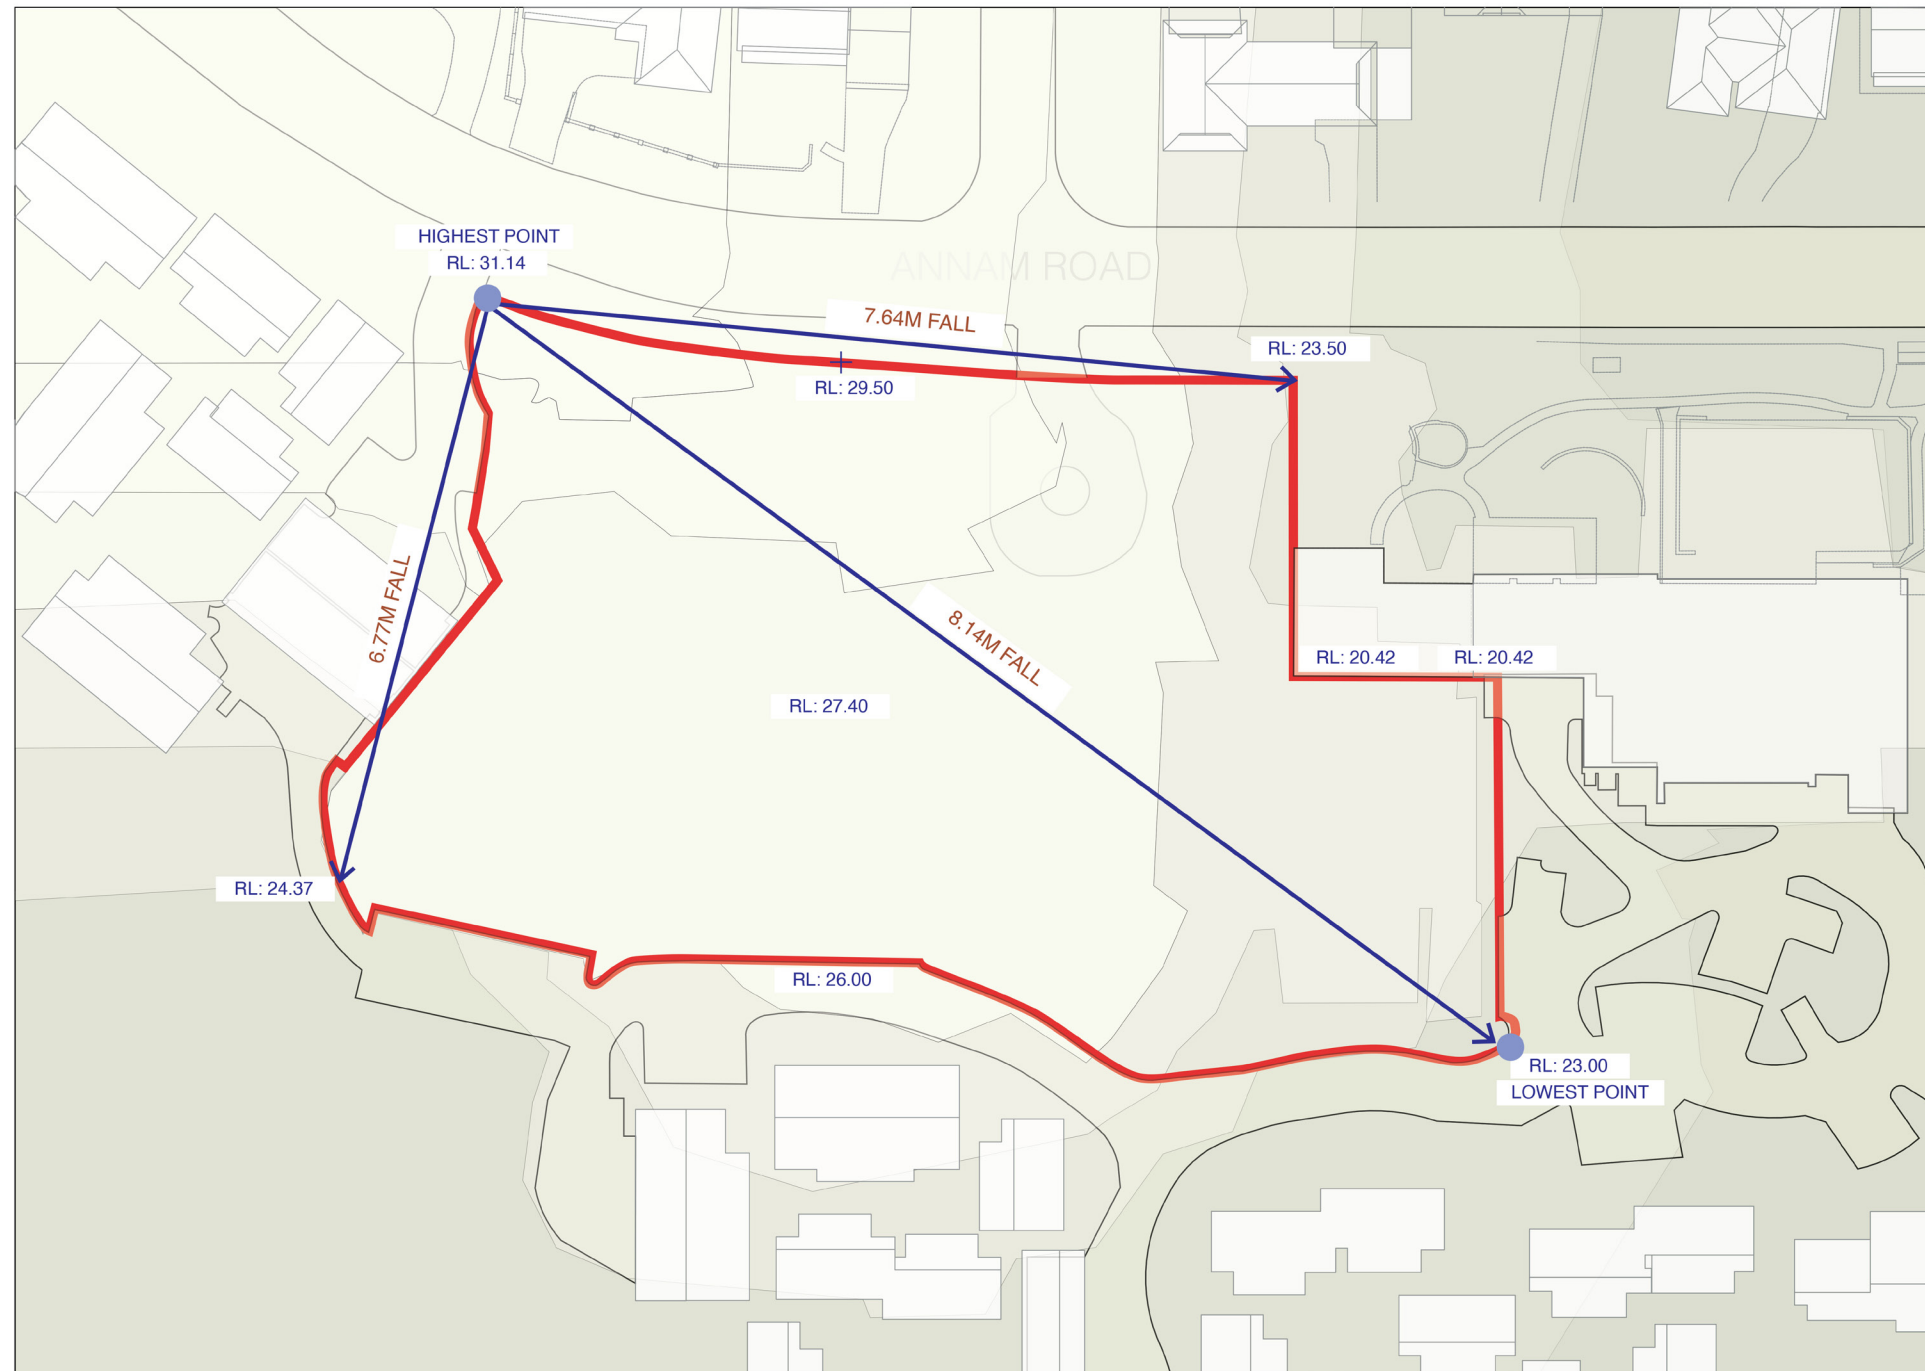 HIGHEST POINT
RL: 31.14
ANNAM ROAD
7.64M FALL
RL: 23.50
RL: 29.50
6.77M FALL
8.14M FALL
RL: 20.42
RL: 20.42
RL: 27.40
RL: 24.37
RL: 26.00
RL: 23.00
LOWEST POINT